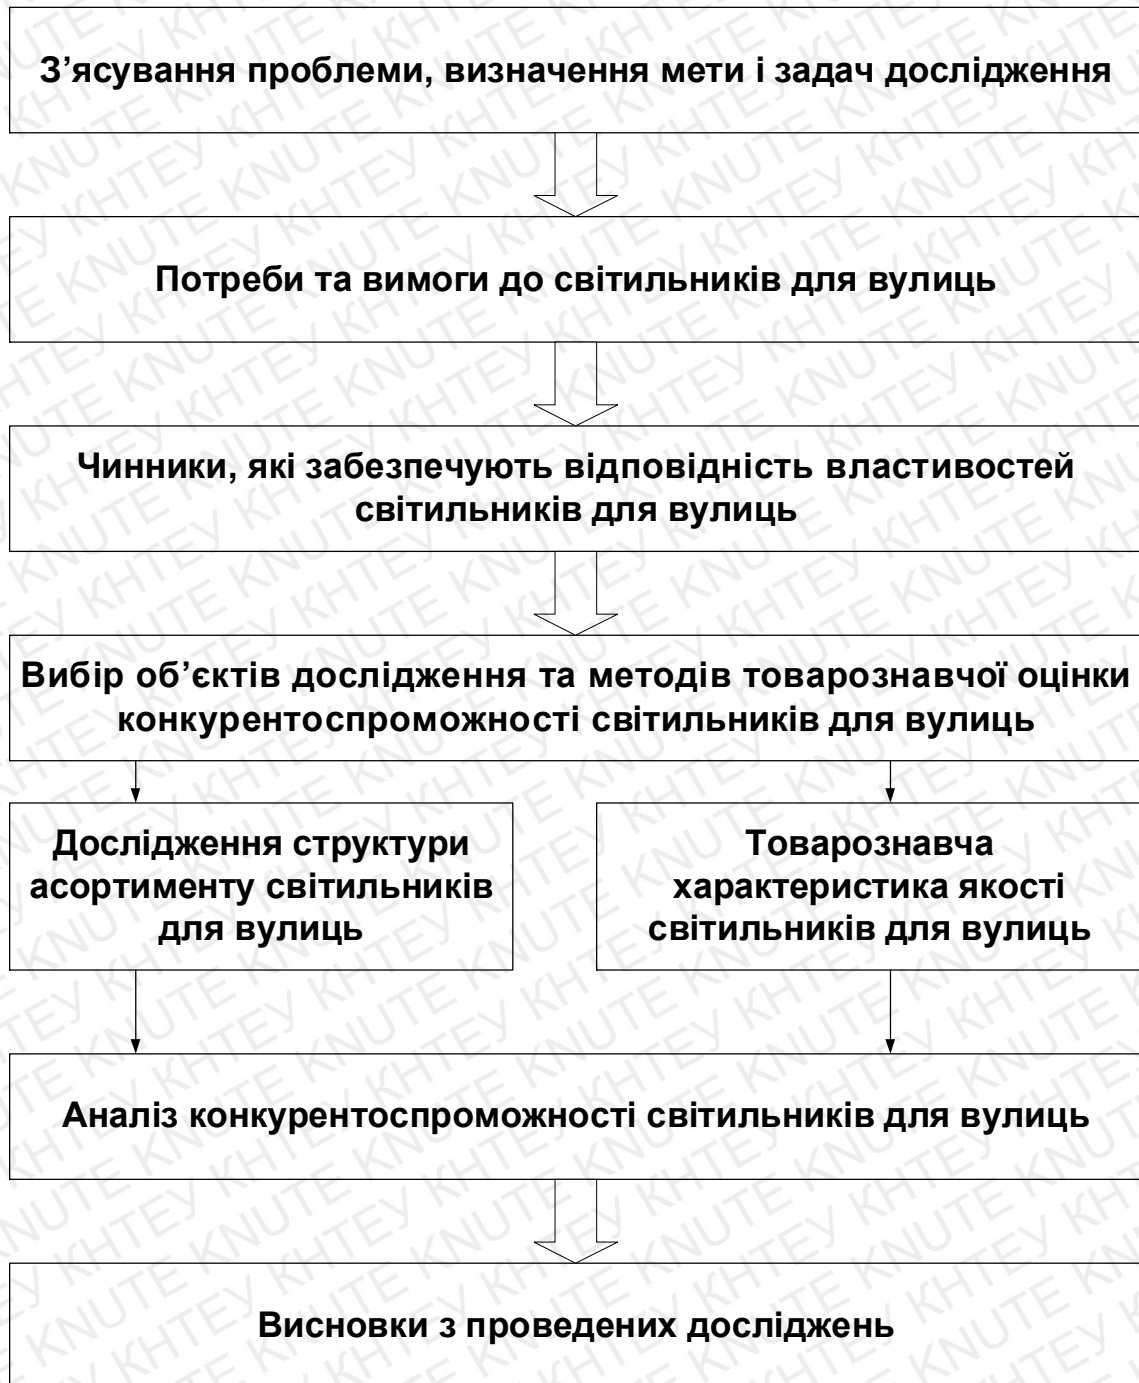 З’ясування проблеми, визначення мети і задач дослідження
Потреби та вимоги до світильників для вулиць
Чинники, які забезпечують відповідність властивостей
світильників для вулиць
Вибір об’єктів дослідження та методів товарознавчої оцінки
конкурентоспроможності світильників для вулиць
Дослідження структури
асортименту світильників
для вулиць
Товарознавча
характеристика якості
світильників для вулиць
Аналіз конкурентоспроможності світильників для вулиць
Висновки з проведених досліджень